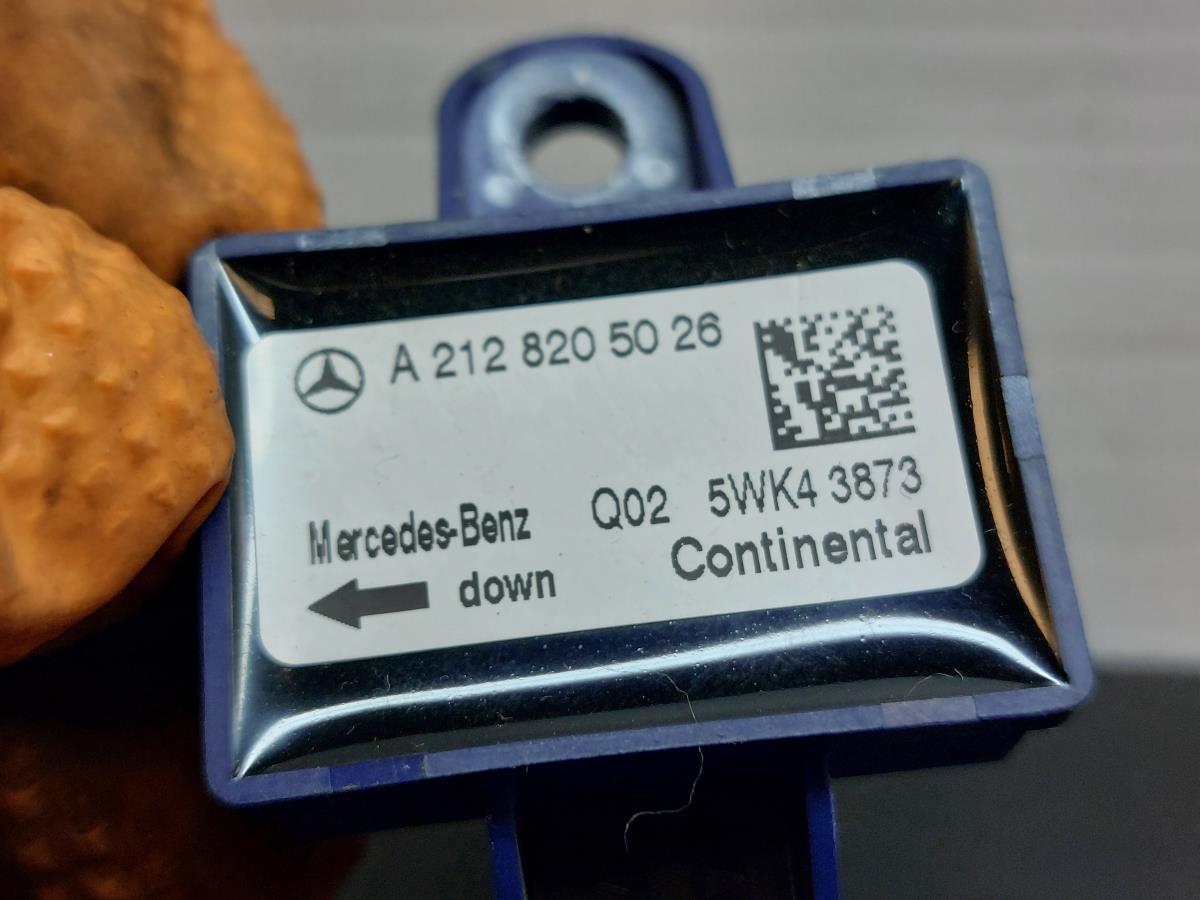 A 212 820 50 26
Q02 5WK4 3873
Mercedes-Benz
Continental
down